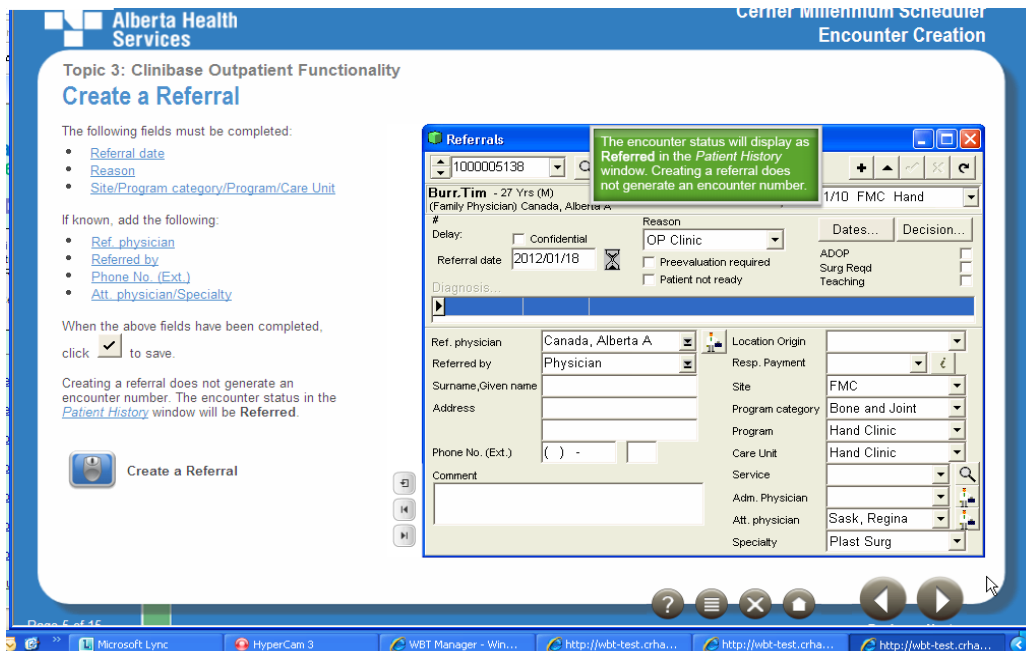 Alberta Health
Services
Cerner Millennium Scheduler
Encounter Creation
Topic 3: Clinibase Outpatient Functionality
Create a Referral
The following fields must be completed:
Referral date
Reason
Site/Program category/Program/Care Unit
If known, add the following:
Ref. physician
Referred by
Phone No. (Ext.)
Att. physician/Specialty
When the above fields have been completed,
click to save.
Creating a referral does not generate an
encounter number. The encounter status in the
Patient History window will be Referred.
Create a Referral
Referrals
The encounter status will display as
Referred in the Patient History
window. Creating a referral does
not generate an encounter number.
1000005138
Burr.Tim - 27 Yrs (M)
(Family Physician) Canada, Alberta A
1/10 FMC Hand
#
Delay:
Confidential
Reason
OP Clinic
Dates...
Decision...
Referral date 2012/01/18
Preevaluation required
Patient not ready
ADOP
Surg Reqd
Teaching
Diagnosis...
Ref. physician Canada, Alberta A
Location Origin
Referred by Physician
Resp. Payment
Surname,Given name
Site FMC
Address
Program category Bone and Joint
Program Hand Clinic
Phone No. (Ext.) ( ) -
Care Unit Hand Clinic
Comment
Service
Adm. Physician
Att. physician Sask, Regina
Specialty Plast Surg
Page 5 of 15
Microsoft Lync
HyperCam 3
WBT Manager - Win...
http://wbt-test.crha...
http://wbt-test.crha...
http://wbt-test.crha...